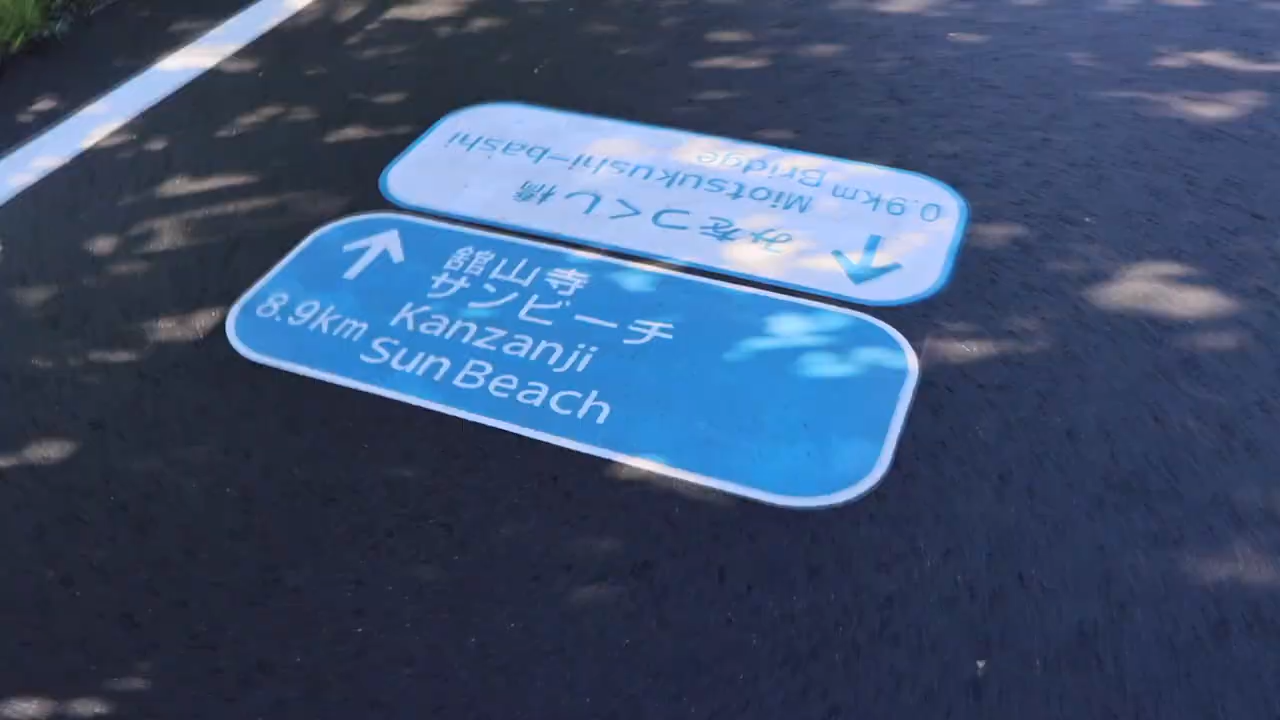 舘山寺
サンビーチ
8.9km Kanzanji
Sun Beach
みをつくし橋
Miotsukushi-bashi
0.9km Bridge